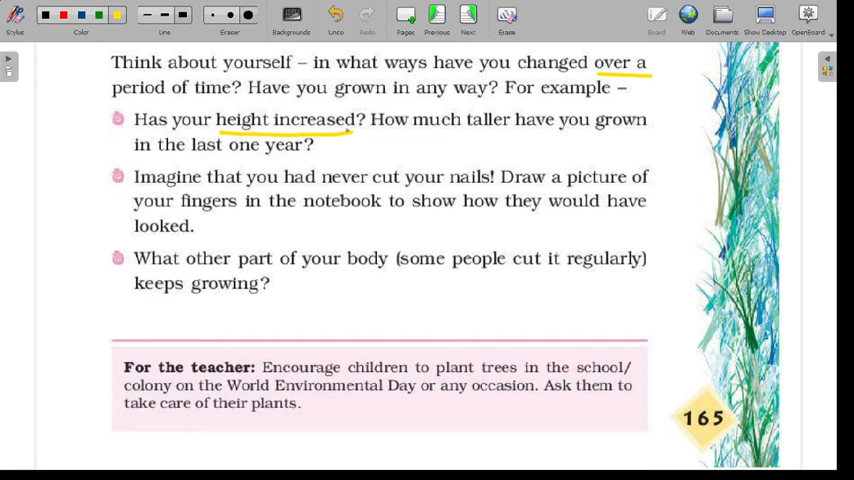 Stylus
Color
Line
Eraser
Backgrounds
Undo
Redo
Pages
Previous
Next
Erase
Board
Web
Documents
Show Desktop
OpenBoard
Think about yourself – in what ways have you changed over a
period of time? Have you grown in any way? For example –
Has your height increased? How much taller have you grown
in the last one year?
Imagine that you had never cut your nails! Draw a picture of
your fingers in the notebook to show how they would have
looked.
What other part of your body (some people cut it regularly)
keeps growing?
For the teacher: Encourage children to plant trees in the school/
colony on the World Environmental Day or any occasion. Ask them to
take care of their plants.
165